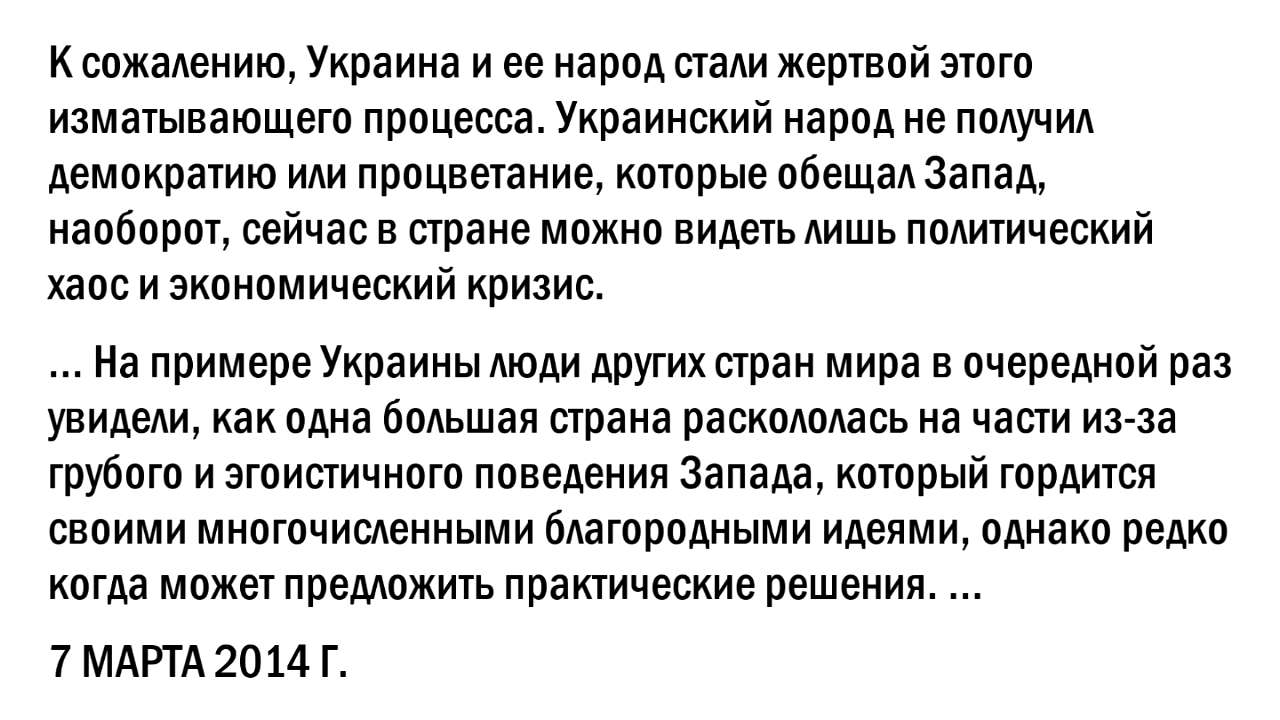 К сожалению, Украина и ее народ стали жертвой этого
изматывающего процесса. Украинский народ не получил
демократию или процветание, которые обещал Запад,
наоборот, сейчас в стране можно видеть лишь политический
хаос и экономический кризис.
... На примере Украины люди других стран мира в очередной раз
увидели, как одна большая страна раскололась на части из-за
грубого и эгоистичного поведения Запада, который гордится
своими многочисленными благородными идеями, однако редко
когда может предложить практические решения. ...
7 МАРТА 2014 Г.